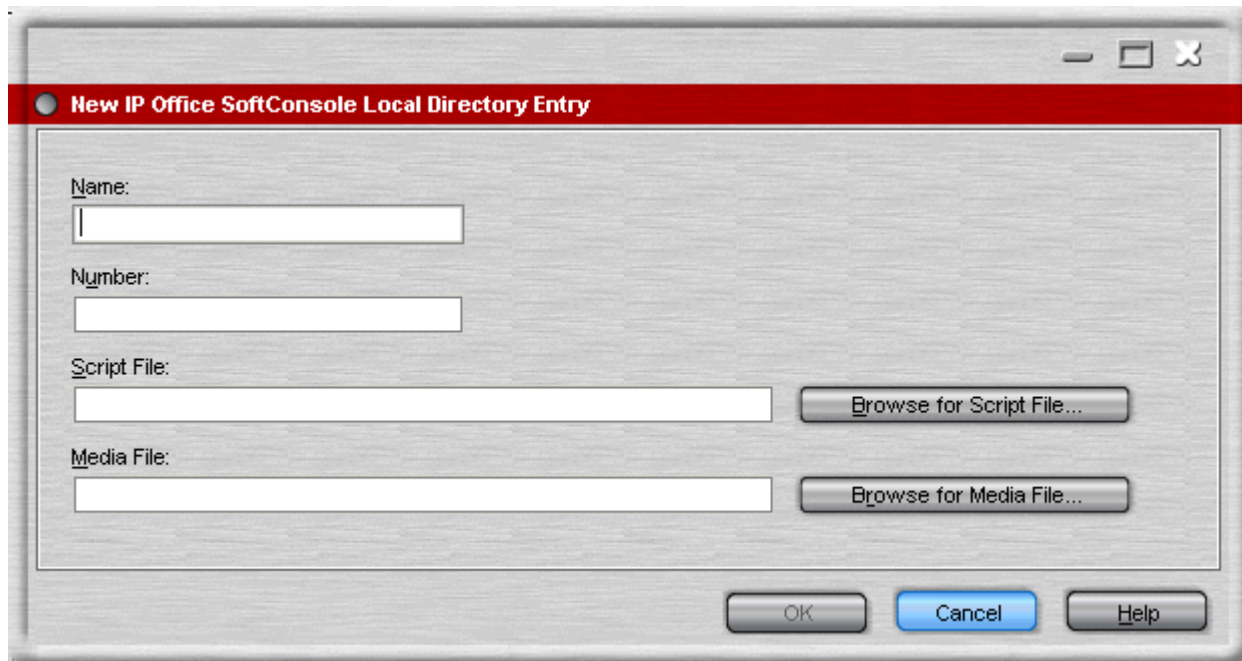 New IP Office SoftConsole Local Directory Entry
Name:
Number:
Script File:
Browse for Script File...
Media File:
Browse for Media File...
OK
Cancel
Help